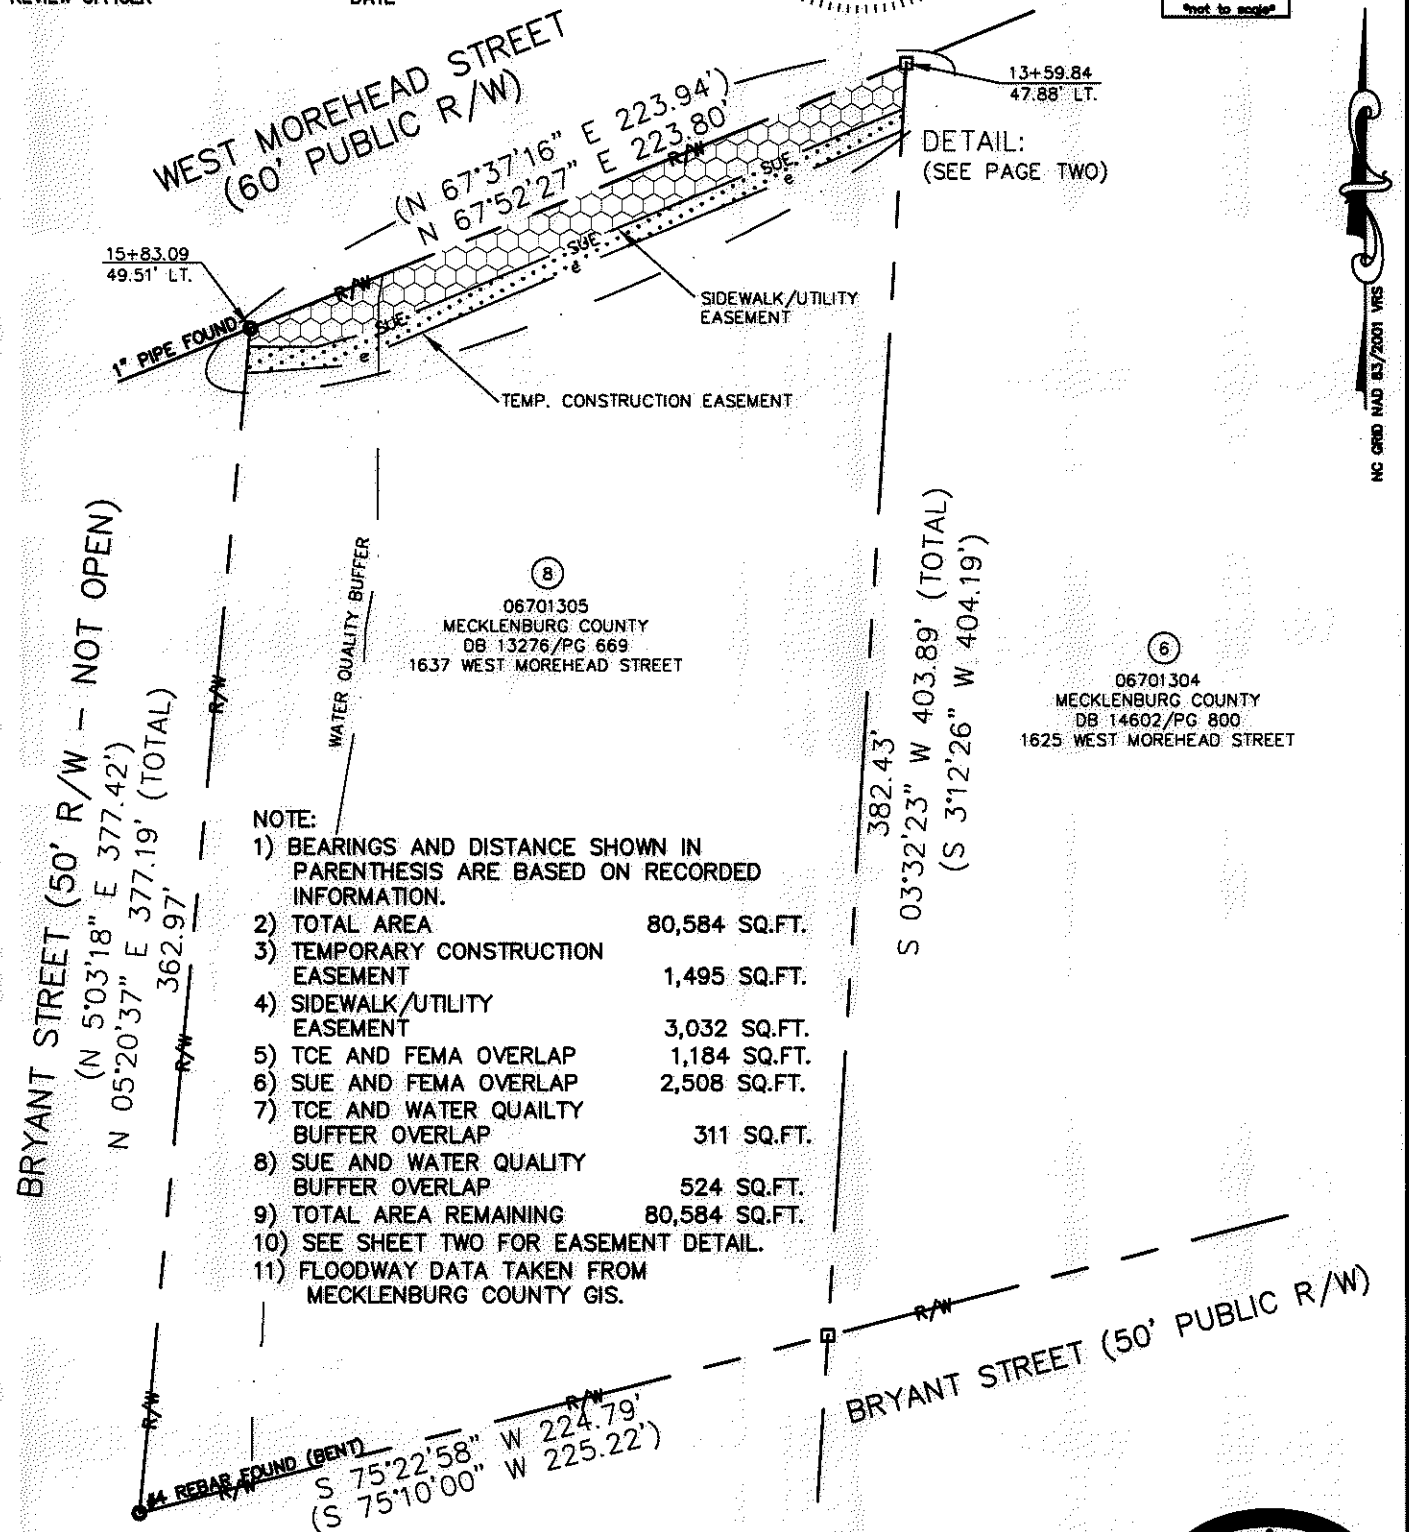 REVIEW OFFICER
DATE
"not to scale"
WEST MOREHEAD STREET
(60' PUBLIC R/W)
(N 67°37'16" E 223.94')
N 67°52'27" E 223.80'
13+59.84
47.88' LT.
DETAIL:
(SEE PAGE TWO)
15+83.09
49.51' LT.
R/W
R/W
SUE
e
SUE
e
SUE
e
1" PIPE FOUND
SIDEWALK/UTILITY
EASEMENT
TEMP. CONSTRUCTION EASEMENT
NC GRID NAD 83/2001 VRS
BRYANT STREET (50' R/W - NOT OPEN)
(N 5°03'18" E 377.42')
N 05°20'37" E 377.19' (TOTAL)
362.97'
R/W
R/W
R/W
WATER QUALITY BUFFER
8
06701305
MECKLENBURG COUNTY
DB 13276/PG 669
1637 WEST MOREHEAD STREET
382.43'
S 03°32'23" W 403.89' (TOTAL)
(S 3°12'26" W 404.19')
6
06701304
MECKLENBURG COUNTY
DB 14602/PG 800
1625 WEST MOREHEAD STREET
NOTE:
1) BEARINGS AND DISTANCE SHOWN IN
PARENTHESIS ARE BASED ON RECORDED
INFORMATION.
2) TOTAL AREA 80,584 SQ.FT.
3) TEMPORARY CONSTRUCTION
EASEMENT 1,495 SQ.FT.
4) SIDEWALK/UTILITY
EASEMENT 3,032 SQ.FT.
5) TCE AND FEMA OVERLAP 1,184 SQ.FT.
6) SUE AND FEMA OVERLAP 2,508 SQ.FT.
7) TCE AND WATER QUAILTY
BUFFER OVERLAP 311 SQ.FT.
8) SUE AND WATER QUALITY
BUFFER OVERLAP 524 SQ.FT.
9) TOTAL AREA REMAINING 80,584 SQ.FT.
10) SEE SHEET TWO FOR EASEMENT DETAIL.
11) FLOODWAY DATA TAKEN FROM
MECKLENBURG COUNTY GIS.
R/W
BRYANT STREET (50' PUBLIC R/W)
R/W
#4 REBAR FOUND (BENT)
R/W
S 75°22'58" W 224.79'
(S 75°10'00" W 225.22')